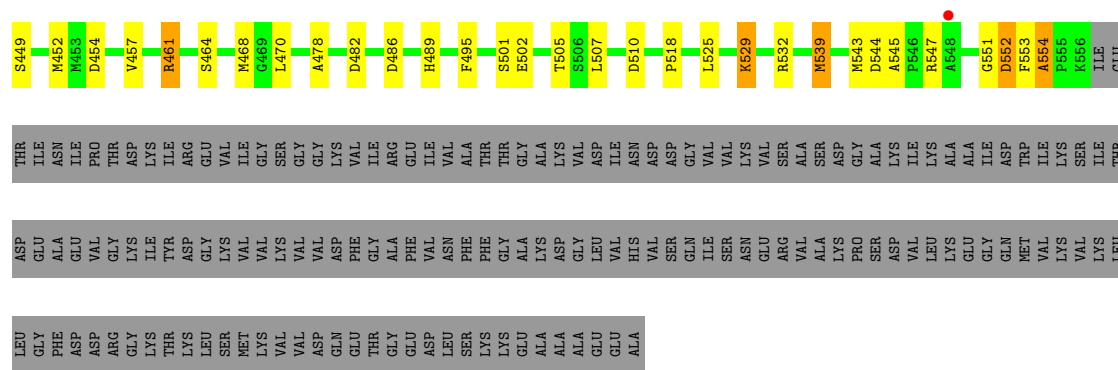 S449 M452 M453 D454 V457 R461 S464 M468 G469 L470 A478 D482 D486 H489 F495 S501 E502 T505 S506 L507 D510 P518 L525 K529 R532 M539 M543 D544 A545 P546 R547 A548 G551 D552 F553 A554 P555 K556 ILE GLU
THR ILE ASN ILE PRO THR ASP LYS ILE ARG GLU VAL ILE GLY SER GLY GLY LYS VAL ILE ARG GLU ILE VAL ALA THR THR GLY ALA LYS VAL ASP ILE ASN ASP ASP GLY VAL VAL LYS VAL SER ALA SER ASP GLY ALA LYS ILE LYS ALA ALA ILE ASP TRP ILE LYS SER ILE THR
ASP GLU ALA GLU VAL GLY LYS ILE TYR ASP GLY LYS VAL VAL LYS VAL VAL ASP PHE GLY ALA PHE VAL ASN PHE PHE GLY ALA LYS ASP GLY LEU VAL HIS VAL SER GLN ILE SER ASN GLU ARG VAL ALA LYS PRO SER ASP VAL LEU LYS GLU GLY GLN MET VAL LYS VAL LYS LEU
LEU GLY PHE ASP ASP ARG GLY LYS THR LYS LEU SER MET LYS VAL VAL ASP GLN GLU THR GLY GLU ASP LEU SER LYS LYS GLU ALA ALA ALA GLU GLU ALA